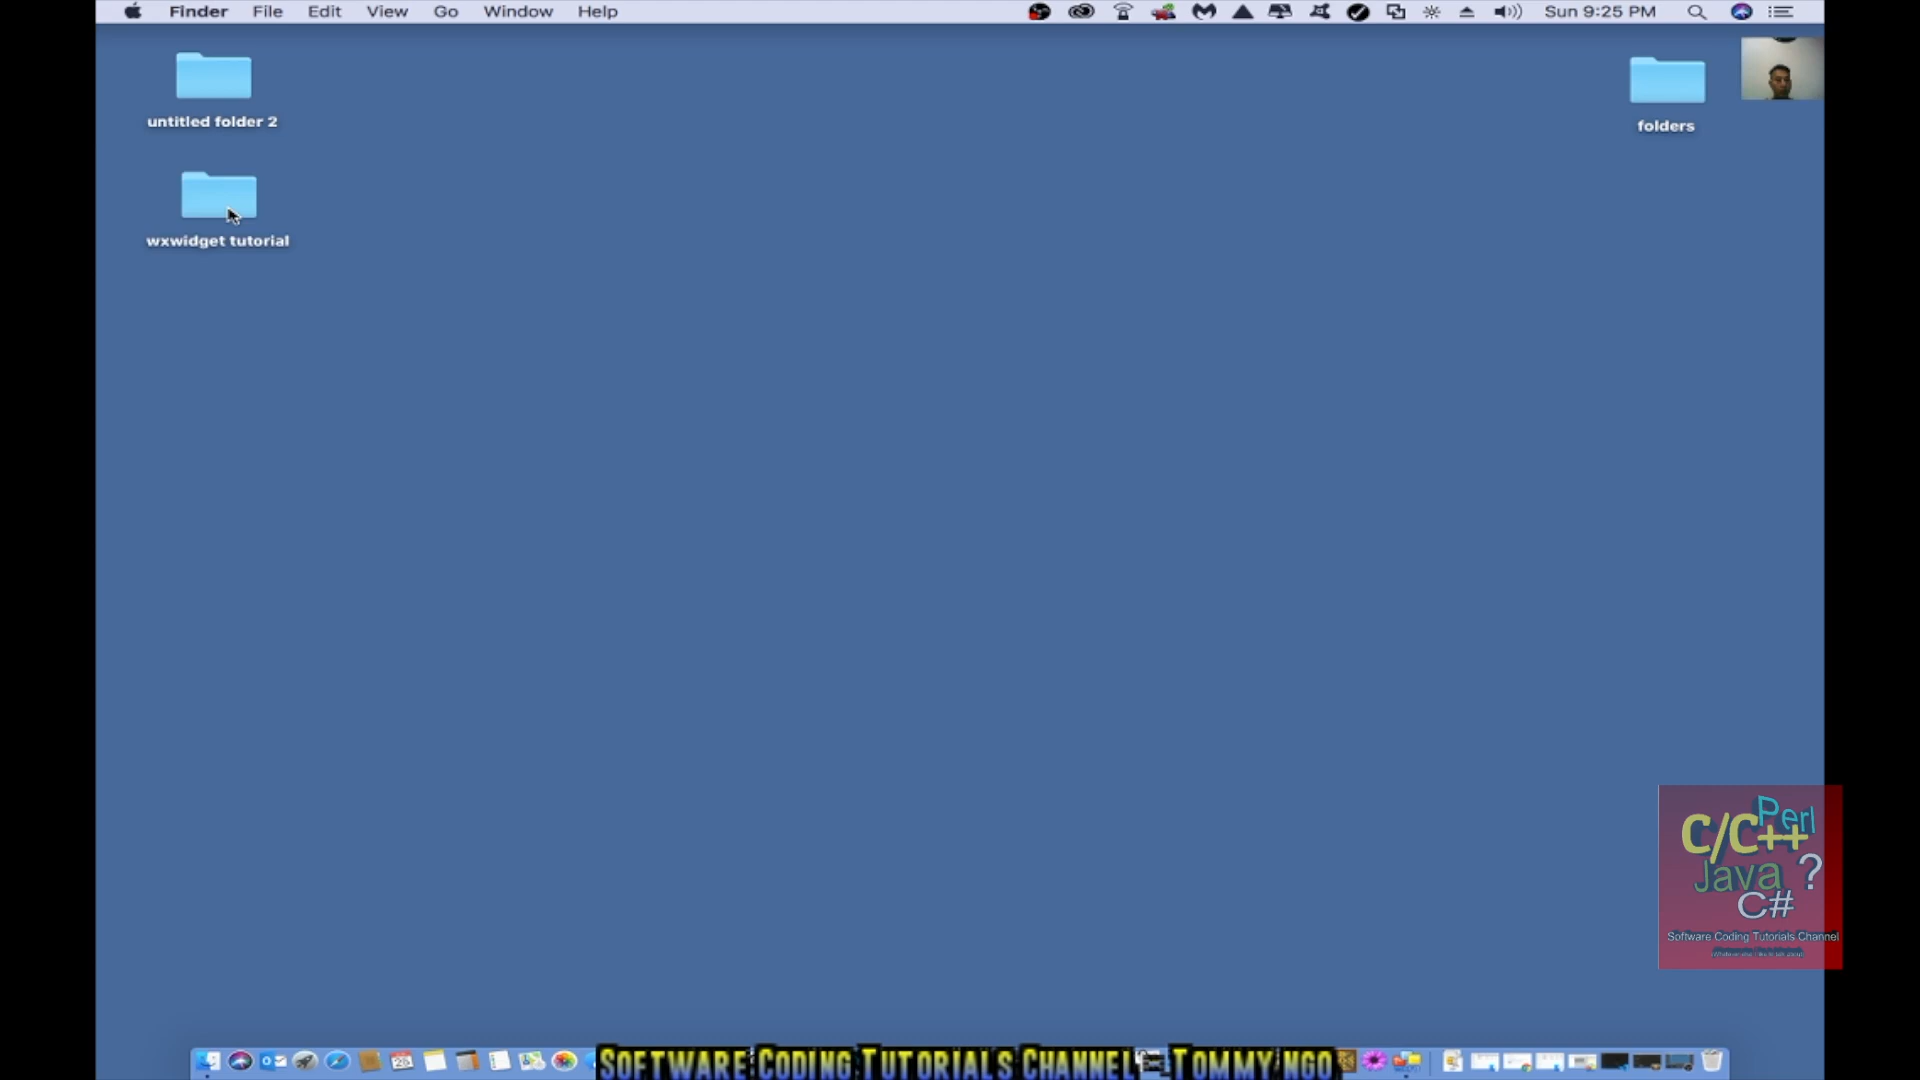 Finder File Edit View Go Window Help
Sun 9:25 PM
untitled folder 2
folders
wxwidget tutorial
Perl
C/C++
Java ?
C#
Software Coding Tutorials Channel
SOFTWARE CODING TUTORIALS CHANNEL - TOMMY NGO